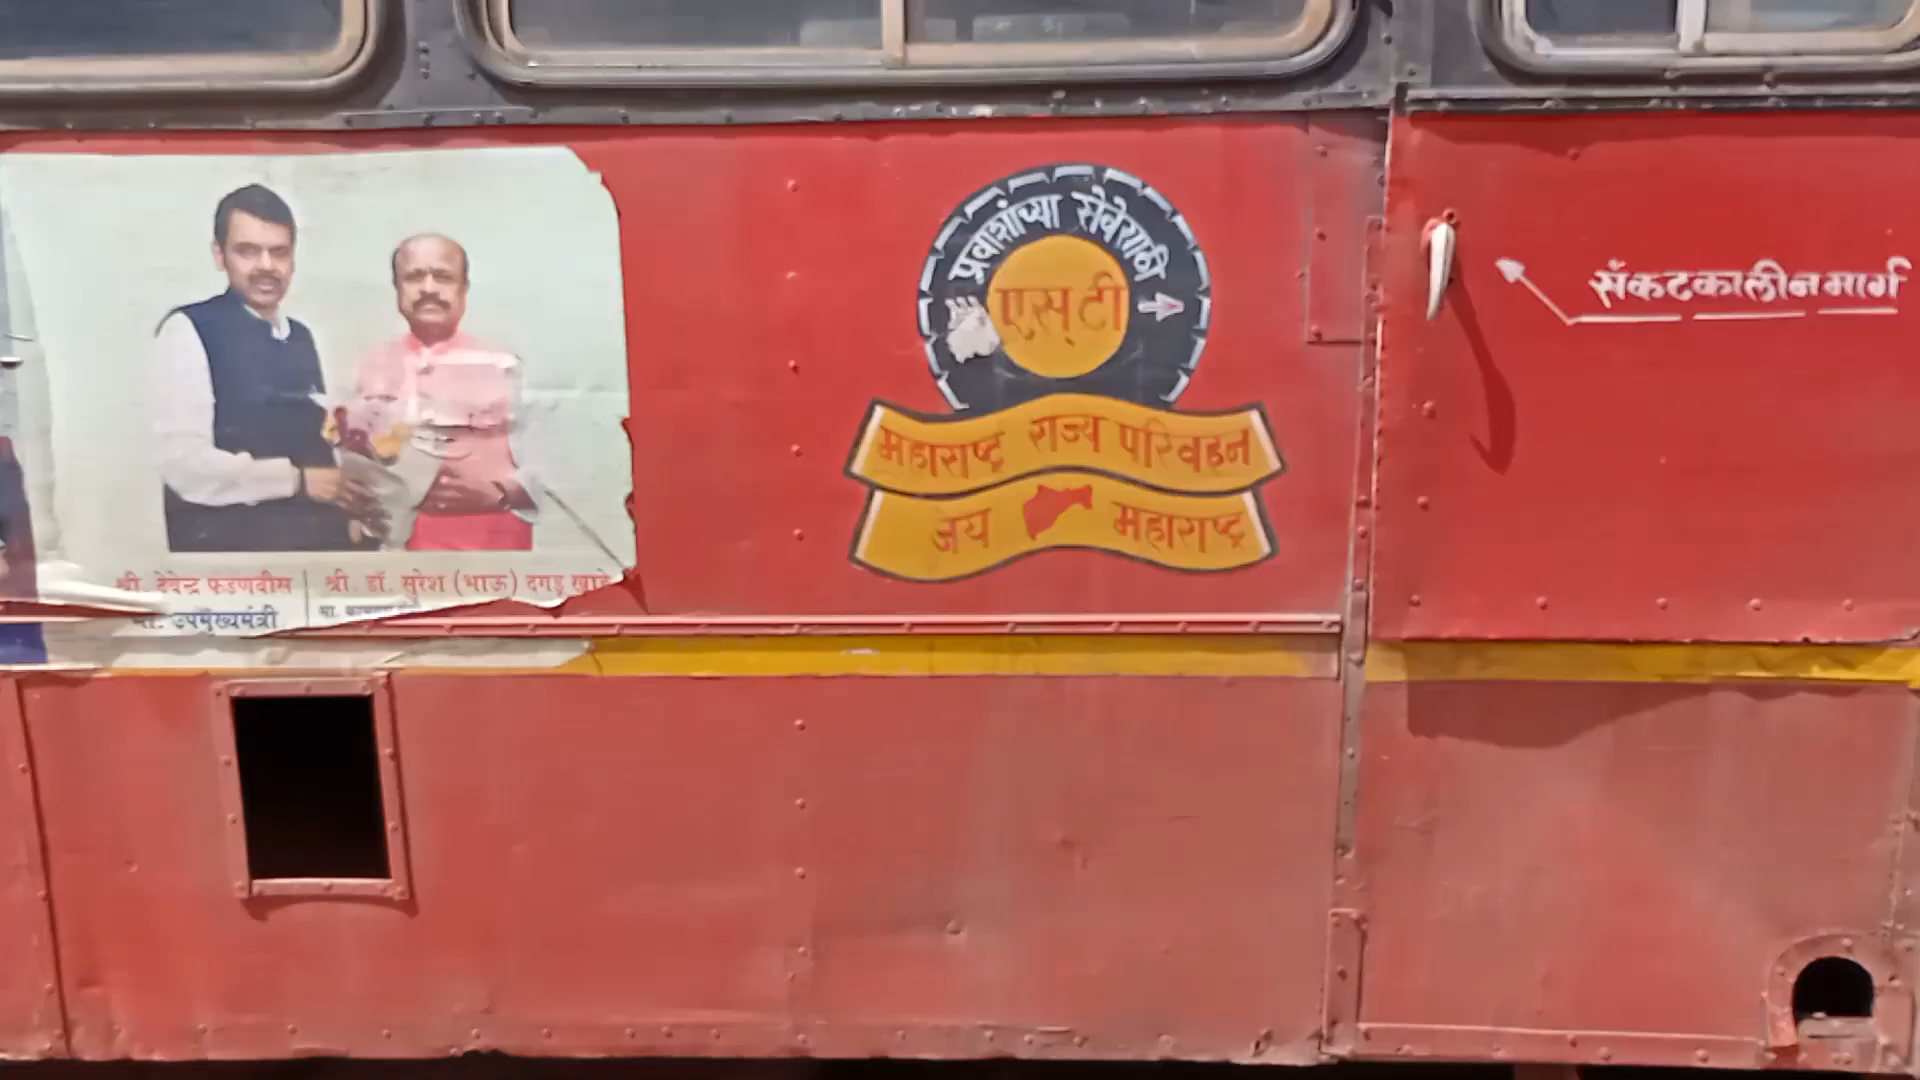 श्री. देवेन्द्र फडणवीस
उपमुख्यमंत्री
श्री. डॉ. सुरेश (भाऊ) दगडू खाडे
मा.
प्रवाशांच्या सेवेसाठी
एस् टी
महाराष्ट्र राज्य परिवहन
जय महाराष्ट्र
संकटकालीन मार्ग